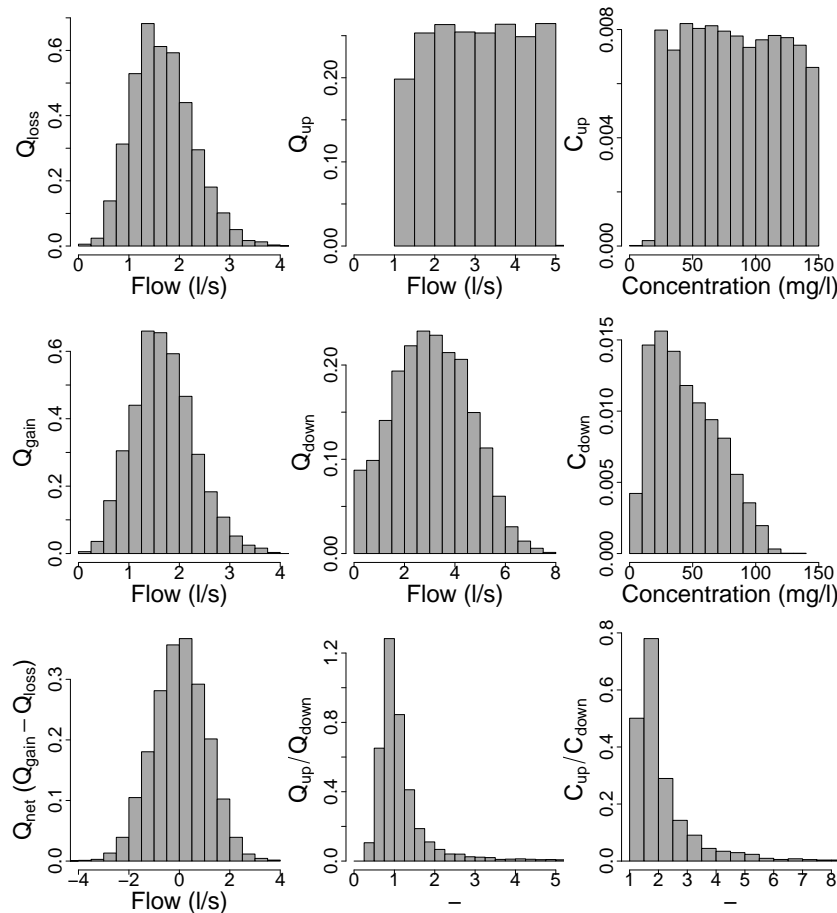 Q_loss
0.0 0.2 0.4 0.6
0 1 2 3 4
Flow (l/s)
Q_up
0.00 0.10 0.20
0 1 2 3 4 5
Flow (l/s)
C_up
0.000 0.004 0.008
50 100 150
Concentration (mg/l)
Q_gain
0.0 0.2 0.4 0.6
0 1 2 3 4
Flow (l/s)
Q_down
0.00 0.10 0.20
2 4 6 8
Flow (l/s)
C_down
0.000 0.005 0.010 0.015
0 50 100 150
Concentration (mg/l)
Q_net (Q_gain − Q_loss)
0.0 0.1 0.3
−4 −2 0 2 4
Flow (l/s)
Q_up/Q_down
0.0 0.4 0.8 1.2
0 1 2 3 4 5
−
C_up/C_down
0.0 0.2 0.4 0.6 0.8
1 2 3 4 5 6 7 8
−